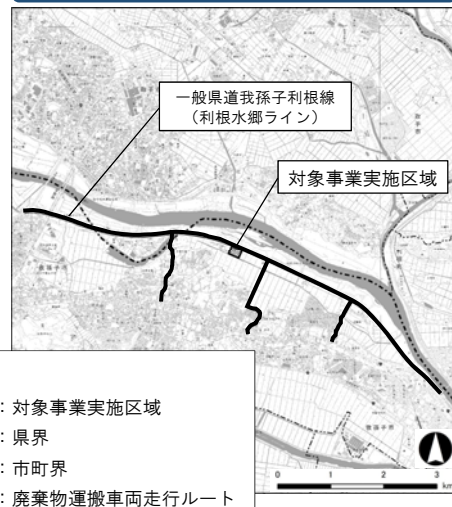 一般県道我孫子利根線
（利根水郷ライン）
対象事業実施区域
：対象事業実施区域
：県界
：市町界
：廃棄物運搬車両走行ルート
0 1 2 3
km